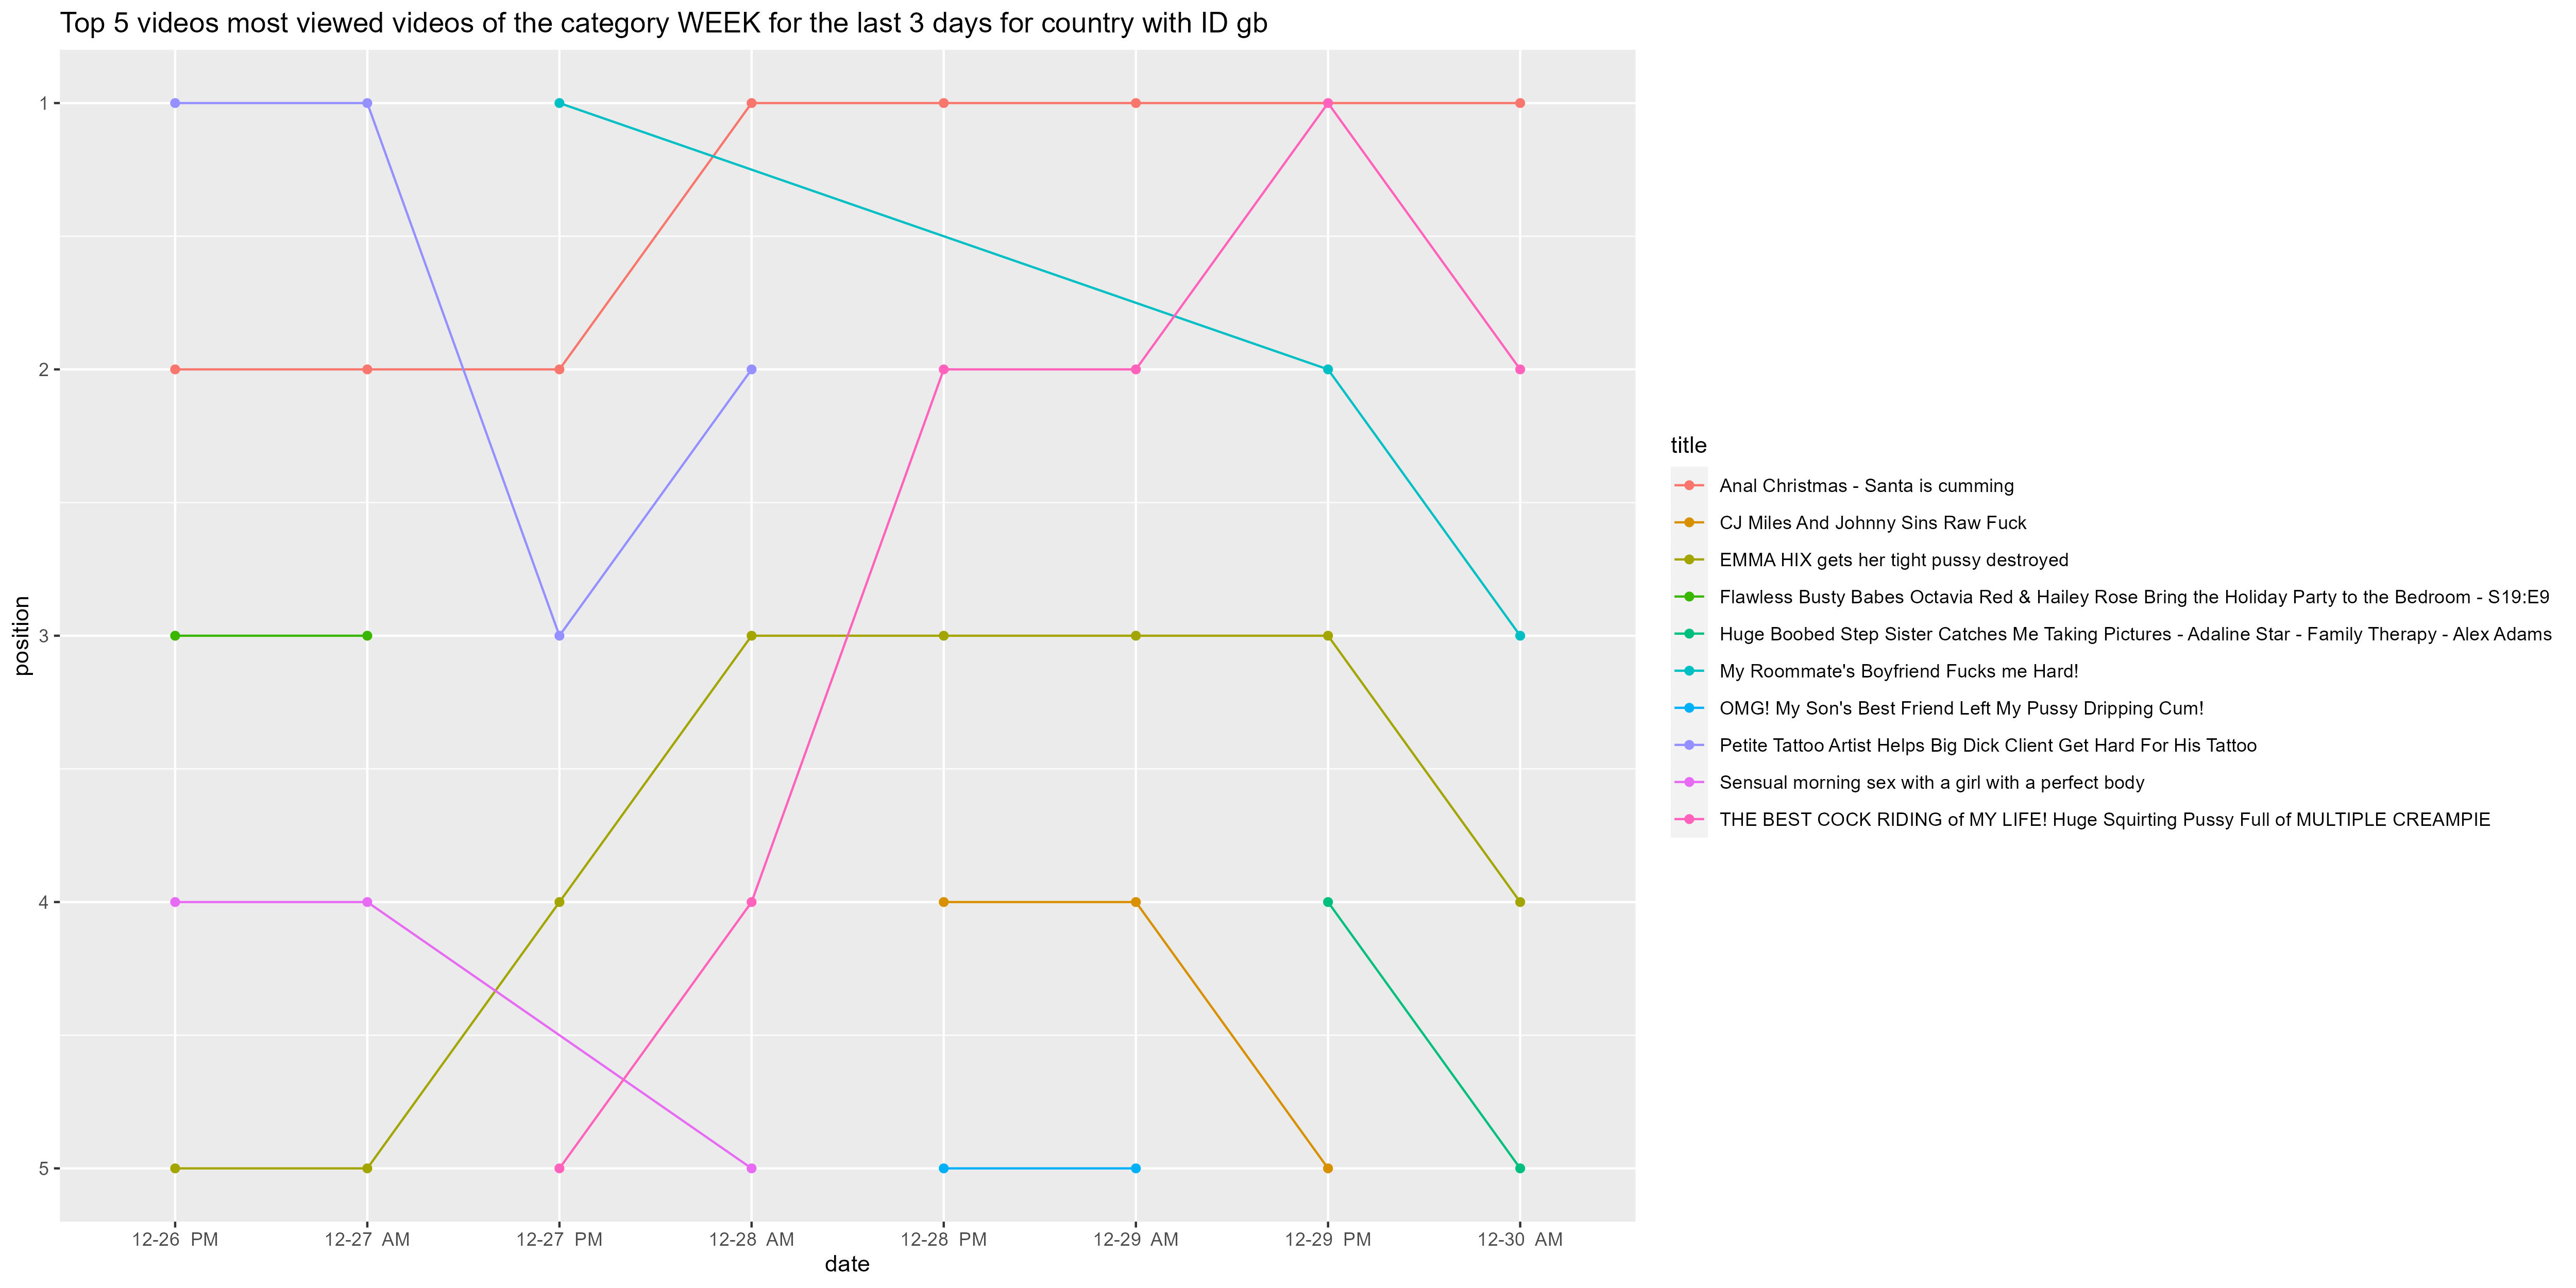 Top 5 videos most viewed videos of the category WEEK for the last 3 days for country with ID gb
position
1
2
3
4
5
12-26 PM
12-27 AM
12-27 PM
12-28 AM
12-28 PM
12-29 AM
12-29 PM
12-30 AM
date
title
Anal Christmas - Santa is cumming
CJ Miles And Johnny Sins Raw Fuck
EMMA HIX gets her tight pussy destroyed
Flawless Busty Babes Octavia Red & Hailey Rose Bring the Holiday Party to the Bedroom - S19:E9
Huge Boobed Step Sister Catches Me Taking Pictures - Adaline Star - Family Therapy - Alex Adams
My Roommate's Boyfriend Fucks me Hard!
OMG! My Son's Best Friend Left My Pussy Dripping Cum!
Petite Tattoo Artist Helps Big Dick Client Get Hard For His Tattoo
Sensual morning sex with a girl with a perfect body
THE BEST COCK RIDING of MY LIFE! Huge Squirting Pussy Full of MULTIPLE CREAMPIE